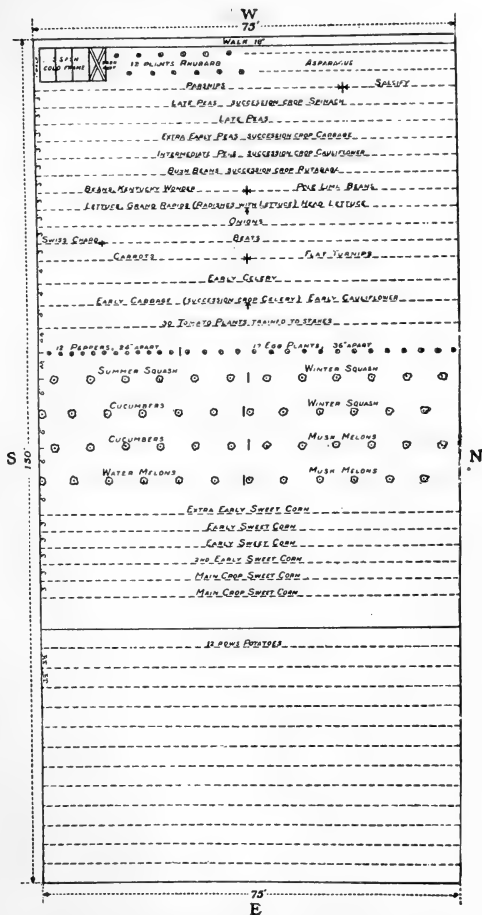 W
75'
WALK 18"
3 SASH COLD FRAME
12 PLANTS RHUBARB ASPARAGUS
PARSNIPS SALSIFY
LATE PEAS SUCCESSION CROP SPINACH
LATE PEAS
EXTRA EARLY PEAS SUCCESSION CROP CABBAGE
INTERMEDIATE PEAS SUCCESSION CROP CAULIFLOWER
BUSH BEANS SUCCESSION CROP RUTABAGA
BEANS, KENTUCKY WONDER POLE LIMA BEANS
LETTUCE, GRAND RAPIDS (RADISHES WITH LETTUCE) HEAD LETTUCE
ONIONS
SWISS CHARD BEETS
CARROTS FLAT TURNIPS
EARLY CELERY
EARLY CABBAGE (SUCCESSION CROP CELERY) EARLY CAULIFLOWER
30 TOMATO PLANTS TRAINED TO STAKES
12 PEPPERS, 26" APART 17 EGG PLANTS, 36" APART
SUMMER SQUASH WINTER SQUASH
CUCUMBERS WINTER SQUASH
CUCUMBERS MUSK MELONS
S 130' N
WATER MELONS MUSK MELONS
EXTRA EARLY SWEET CORN
EARLY SWEET CORN
EARLY SWEET CORN
2ND EARLY SWEET CORN
MAIN CROP SWEET CORN
MAIN CROP SWEET CORN
12 ROWS POTATOES
75'
E